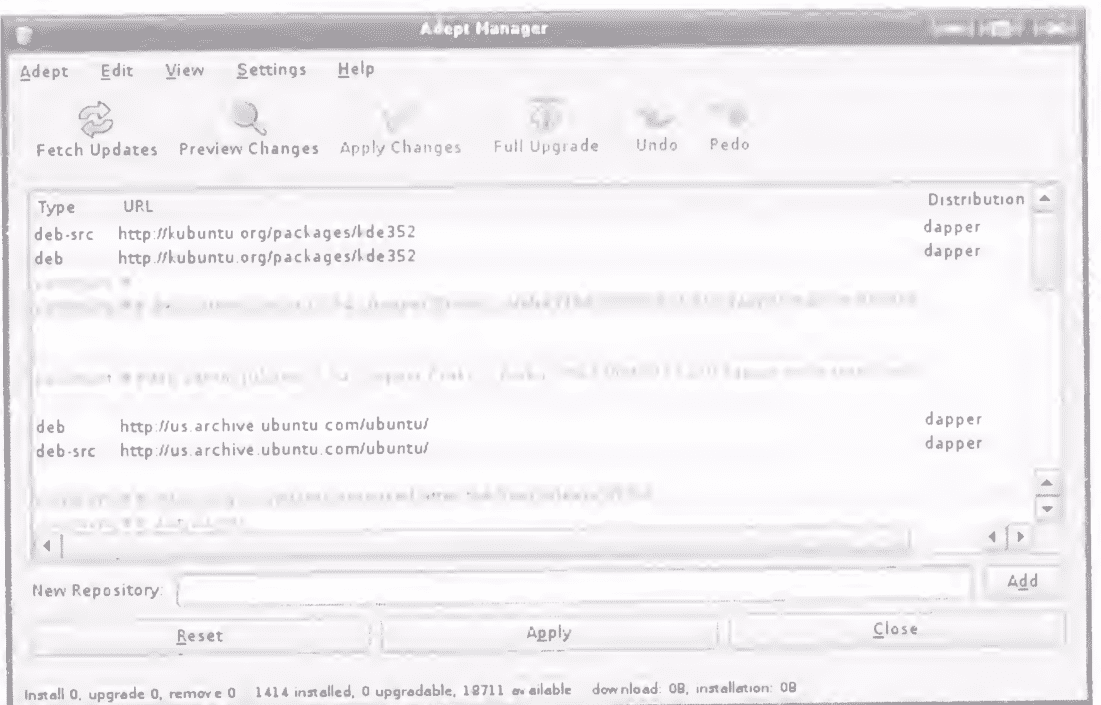 Adept Manager
Adept Edit View Settings Help
Fetch Updates Preview Changes Apply Changes Full Upgrade Undo Pedo
Type URL Distribution
deb-src http://kubuntu org/packages/kde352 dapper
deb http://kubuntu.org/packages/kde352 dapper
deb http://us.archive ubuntu com/ubuntu/ dapper
deb-src http://us.archive.ubuntu.com/ubuntu/ dapper
New Repository: Add
Reset Apply Close
Install 0, upgrade 0, remove 0 1414 installed, 0 upgradable, 18711 available download: 0B, installation: 0B